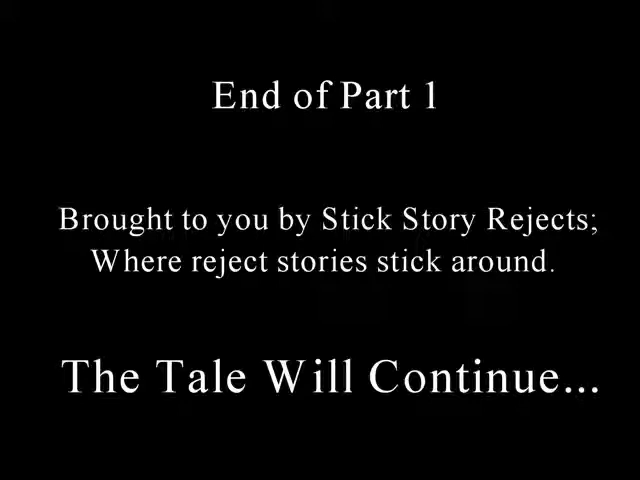 End of Part 1
Brought to you by Stick Story Rejects;
Where reject stories stick around.
The Tale Will Continue...